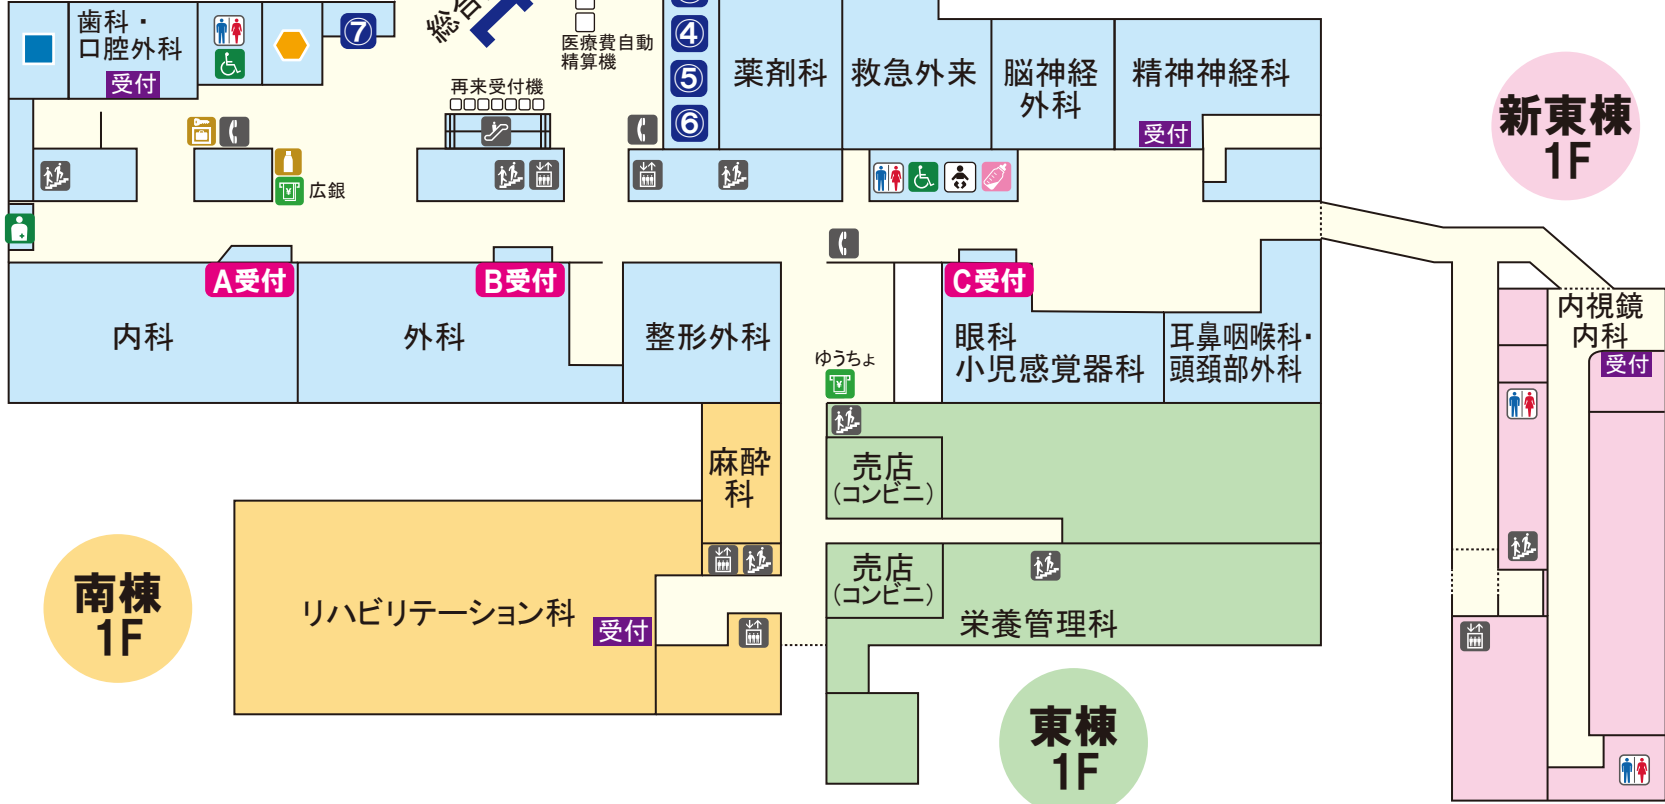 歯科・
口腔外科
受付
⑦
総合
医療費自動
精算機
再来受付機
④
⑤
⑥
薬剤科
救急外来
脳神経
外科
精神神経科
受付
新東棟
1F
広銀
A受付
B受付
C受付
内科
外科
整形外科
ゆうちょ
眼科
小児感覚器科
耳鼻咽喉科・
頭頚部外科
内視鏡
内科
受付
麻酔
科
売店
(コンビニ)
売店
(コンビニ)
栄養管理科
リハビリテーション科
受付
南棟
1F
東棟
1F